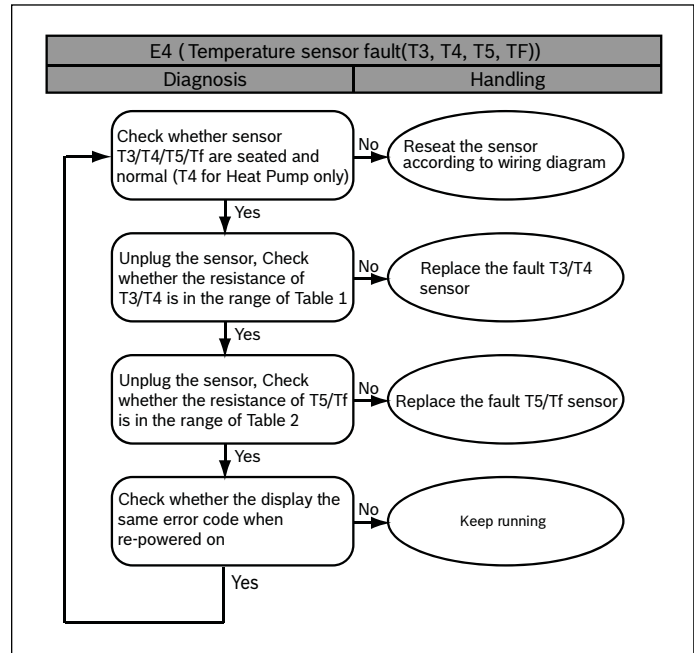 E4 ( Temperature sensor fault(T3, T4, T5, TF))
Diagnosis
Handling
Check whether sensor
T3/T4/T5/Tf are seated and
normal (T4 for Heat Pump only)
No
Reseat the sensor
according to wiring diagram
Yes
Unplug the sensor, Check
whether the resistance of
T3/T4 is in the range of Table 1
No
Replace the fault T3/T4
sensor
Yes
Unplug the sensor, Check
whether the resistance of T5/Tf
is in the range of Table 2
No
Replace the fault T5/Tf sensor
Yes
Check whether the display the
same error code when
re-powered on
No
Keep running
Yes